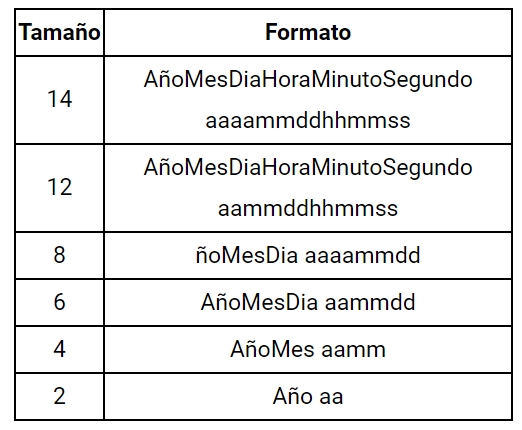 Tamaño Formato
14 AñoMesDiaHoraMinutoSegundo
aaaammddhhmmss
12 AñoMesDiaHoraMinutoSegundo
aammddhhmmss
8 ñoMesDia aaaammdd
6 AñoMesDia aammdd
4 AñoMes aamm
2 Año aa